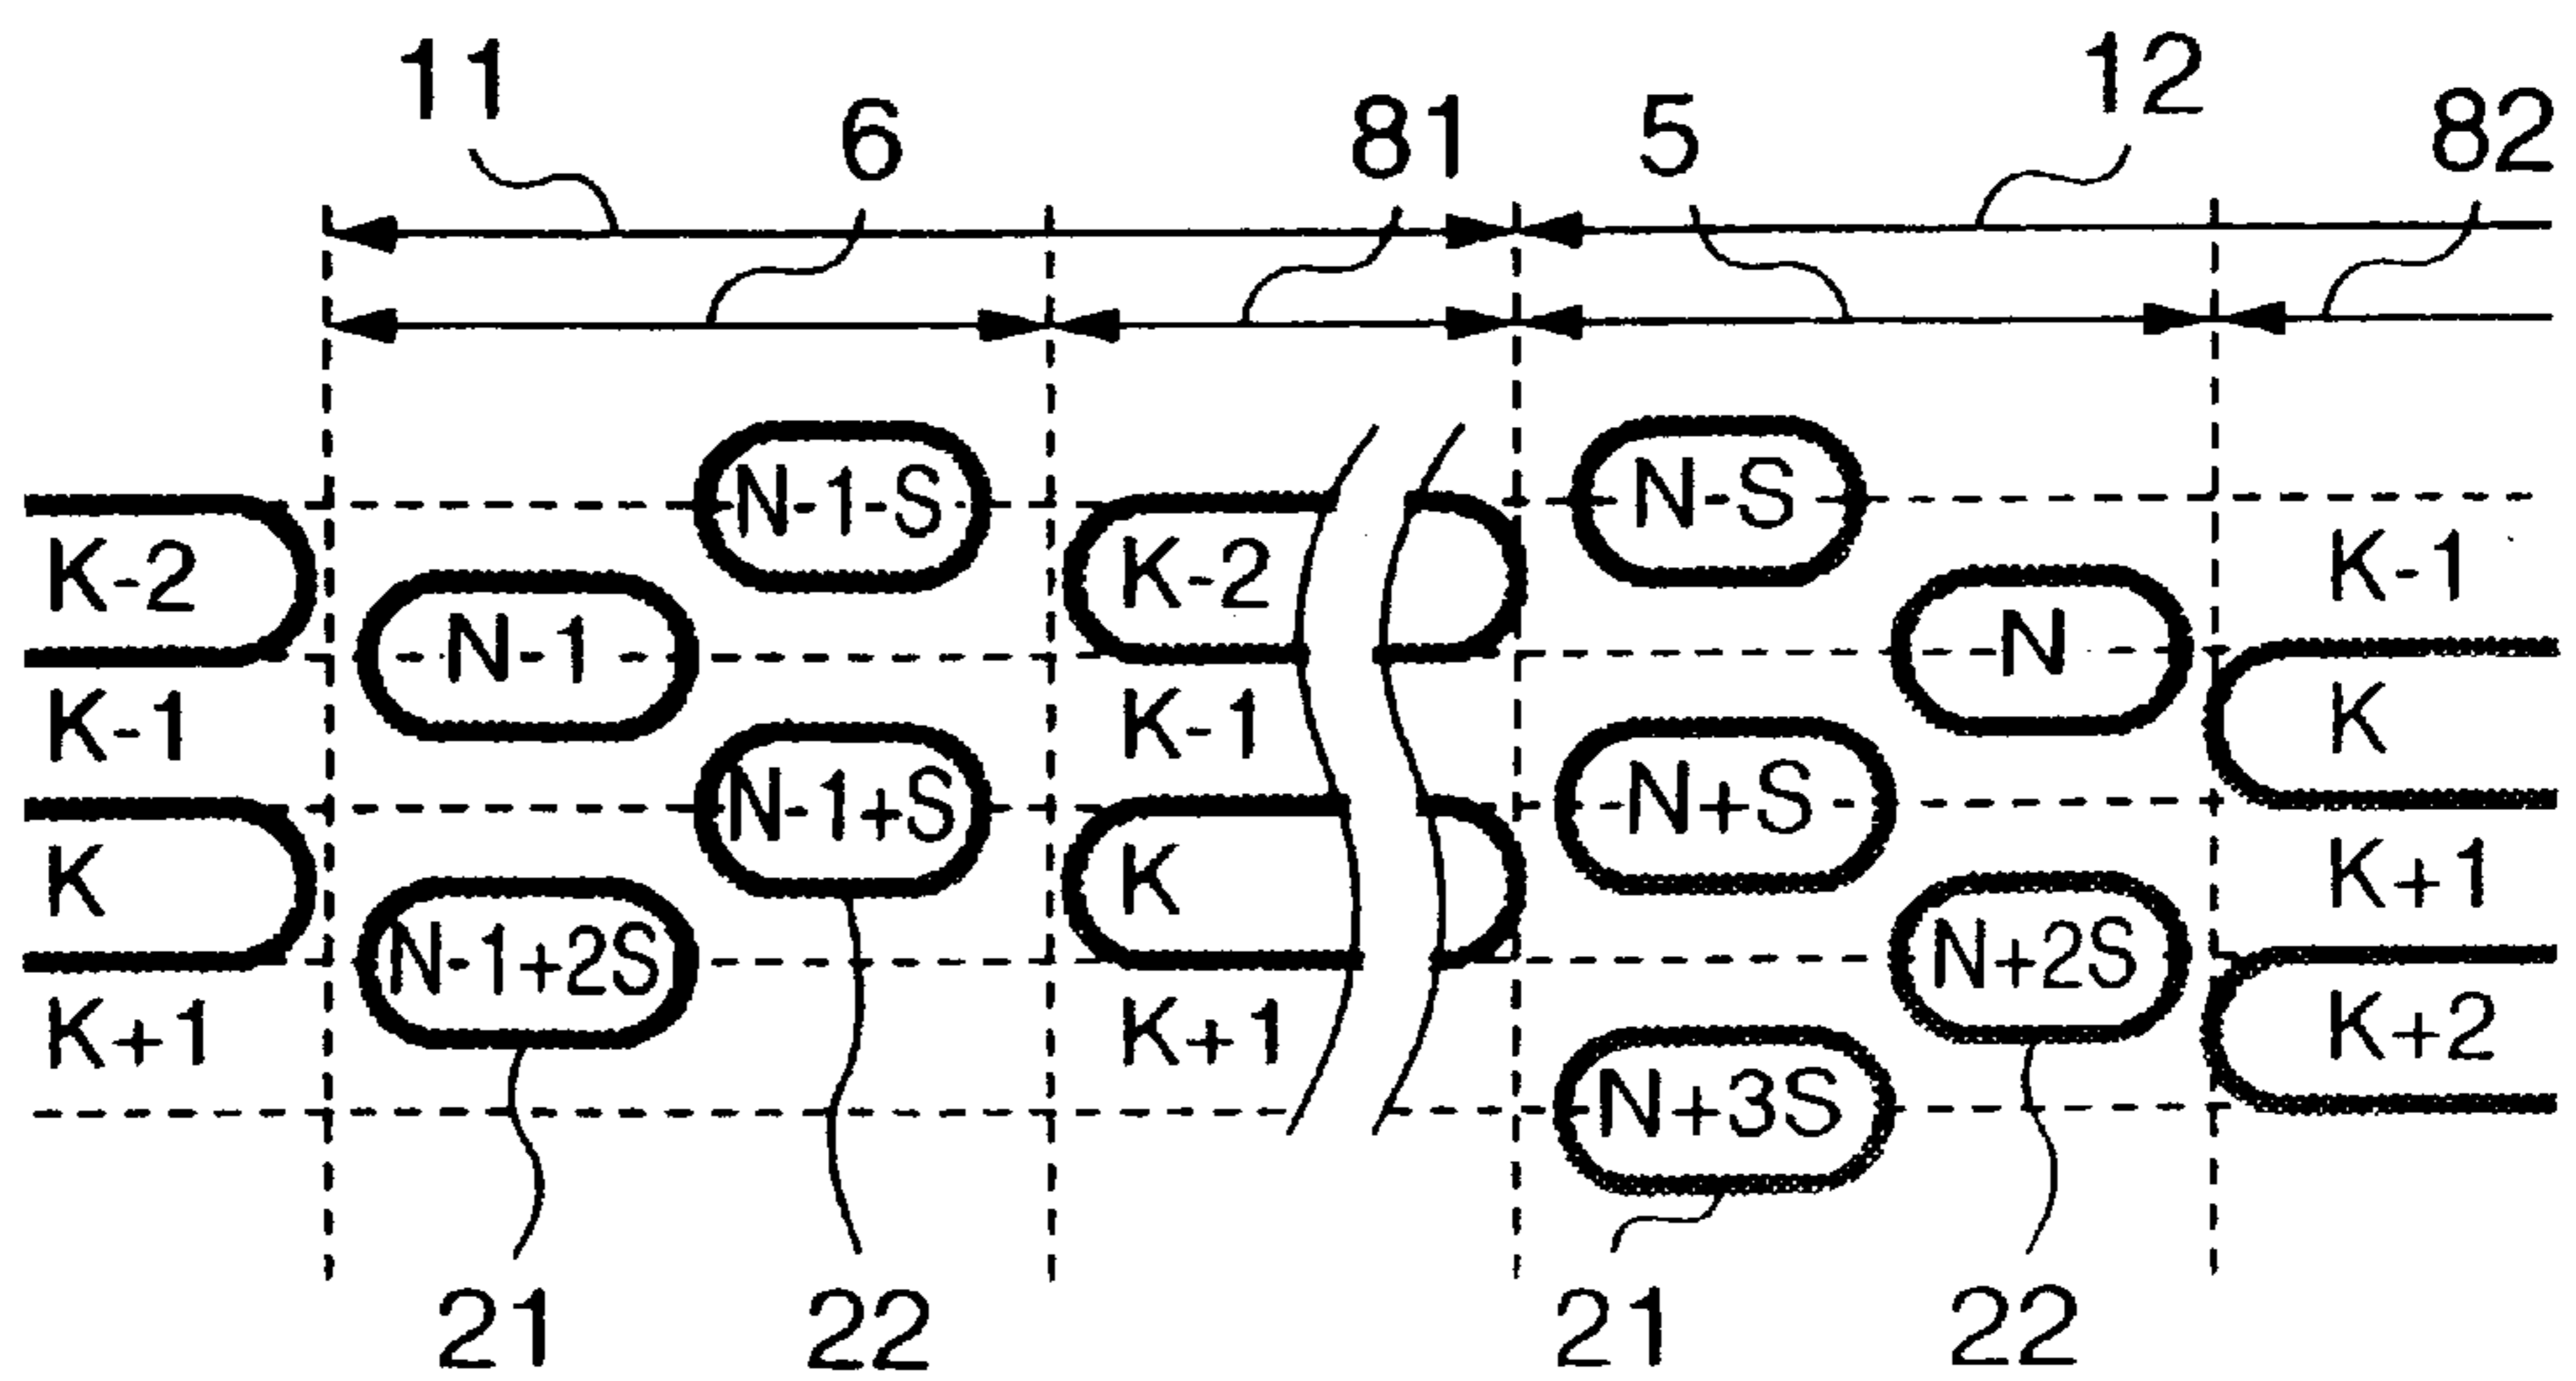 11 6 81 5 12 82
N-1-S N-S
K-2 K-2 K-1
N-1 N
K-1 K-1 K
N-1+S N+S
K K K+1
N-1+2S N+2S
K+1 K+1 K+2
N+3S
21 22 21 22